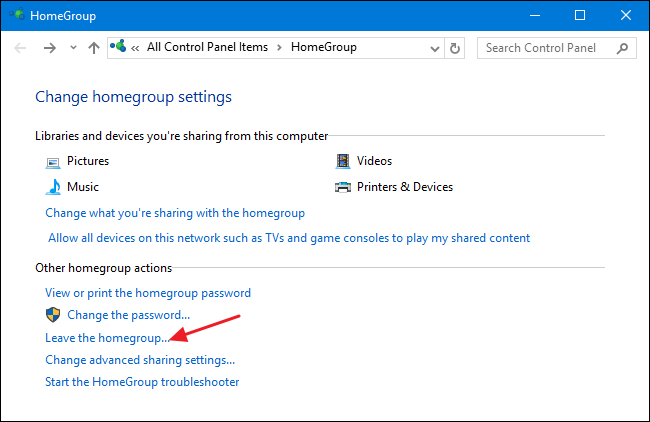 HomeGroup
« All Control Panel Items > HomeGroup Search Control Panel
Change homegroup settings
Libraries and devices you're sharing from this computer
Pictures Videos
Music Printers & Devices
Change what you're sharing with the homegroup
Allow all devices on this network such as TVs and game consoles to play my shared content
Other homegroup actions
View or print the homegroup password
Change the password...
Leave the homegroup...
Change advanced sharing settings...
Start the HomeGroup troubleshooter